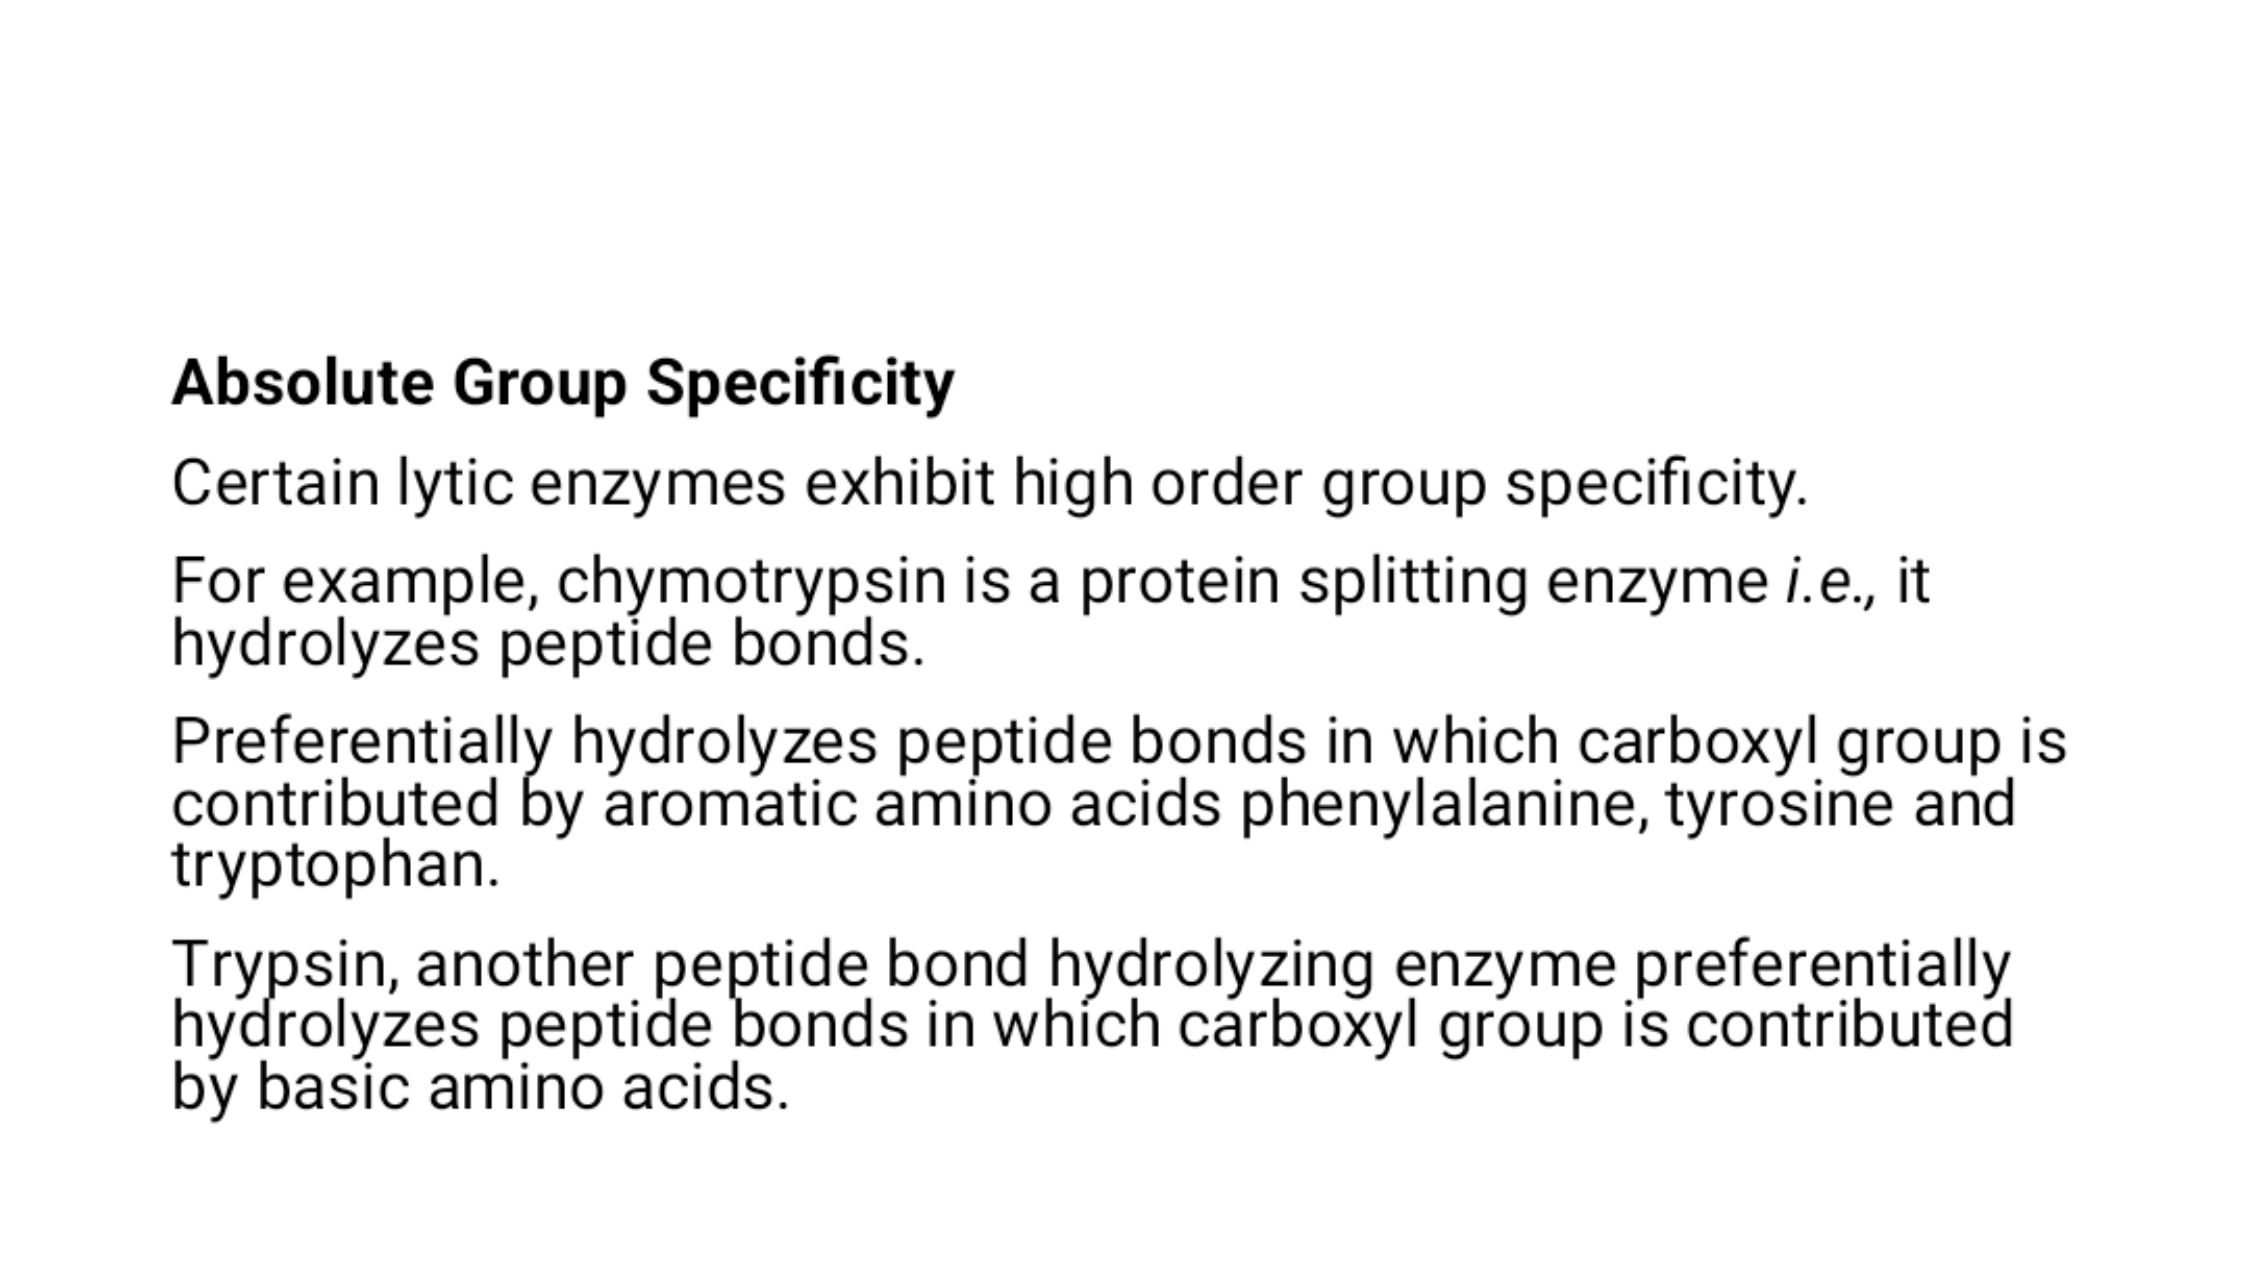 Absolute Group Specificity
Certain lytic enzymes exhibit high order group specificity.
For example, chymotrypsin is a protein splitting enzyme i.e., it
hydrolyzes peptide bonds.
Preferentially hydrolyzes peptide bonds in which carboxyl group is
contributed by aromatic amino acids phenylalanine, tyrosine and
tryptophan.
Trypsin, another peptide bond hydrolyzing enzyme preferentially
hydrolyzes peptide bonds in which carboxyl group is contributed
by basic amino acids.